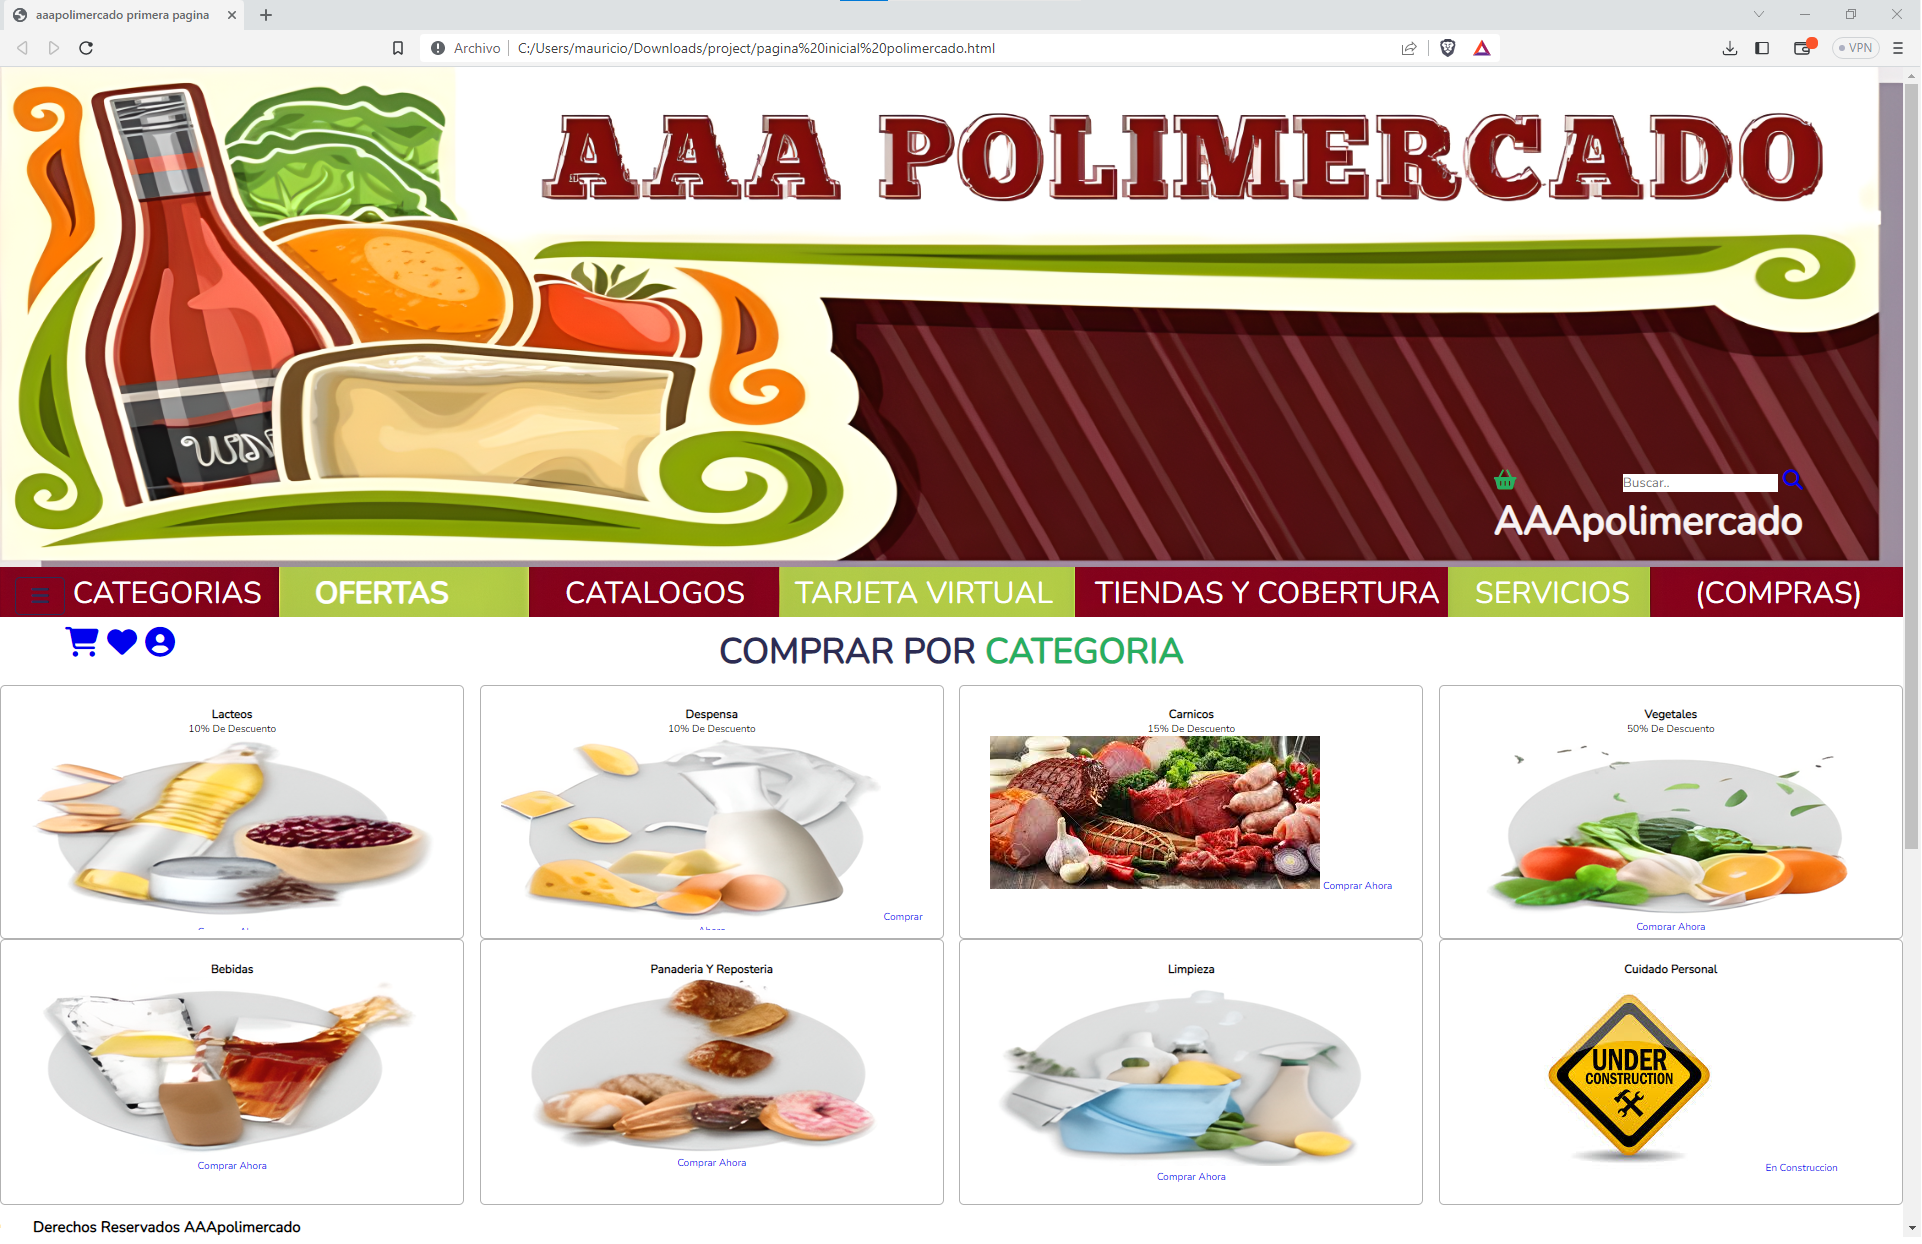 aaapolimercado primera pagina
Archivo
C:/Users/mauricio/Downloads/project/pagina%20inicial%20polimercado.html
VPN
AAA POLIMERCADO
Buscar..
AAApolimercado
CATEGORIAS OFERTAS CATALOGOS TARJETA VIRTUAL TIENDAS Y COBERTURA SERVICIOS (COMPRAS)
COMPRAR POR CATEGORIA
Lacteos
10% De Descuento
Despensa
10% De Descuento
Comprar
Ahora
Carnicos
15% De Descuento
Comprar Ahora
Vegetales
50% De Descuento
Comorar Ahora
Bebidas
Comprar Ahora
Panaderia Y Reposteria
Comprar Ahora
Limpieza
Comprar Ahora
Cuidado Personal
UNDER
CONSTRUCTION
En Construccion
Derechos Reservados AAApolimercado